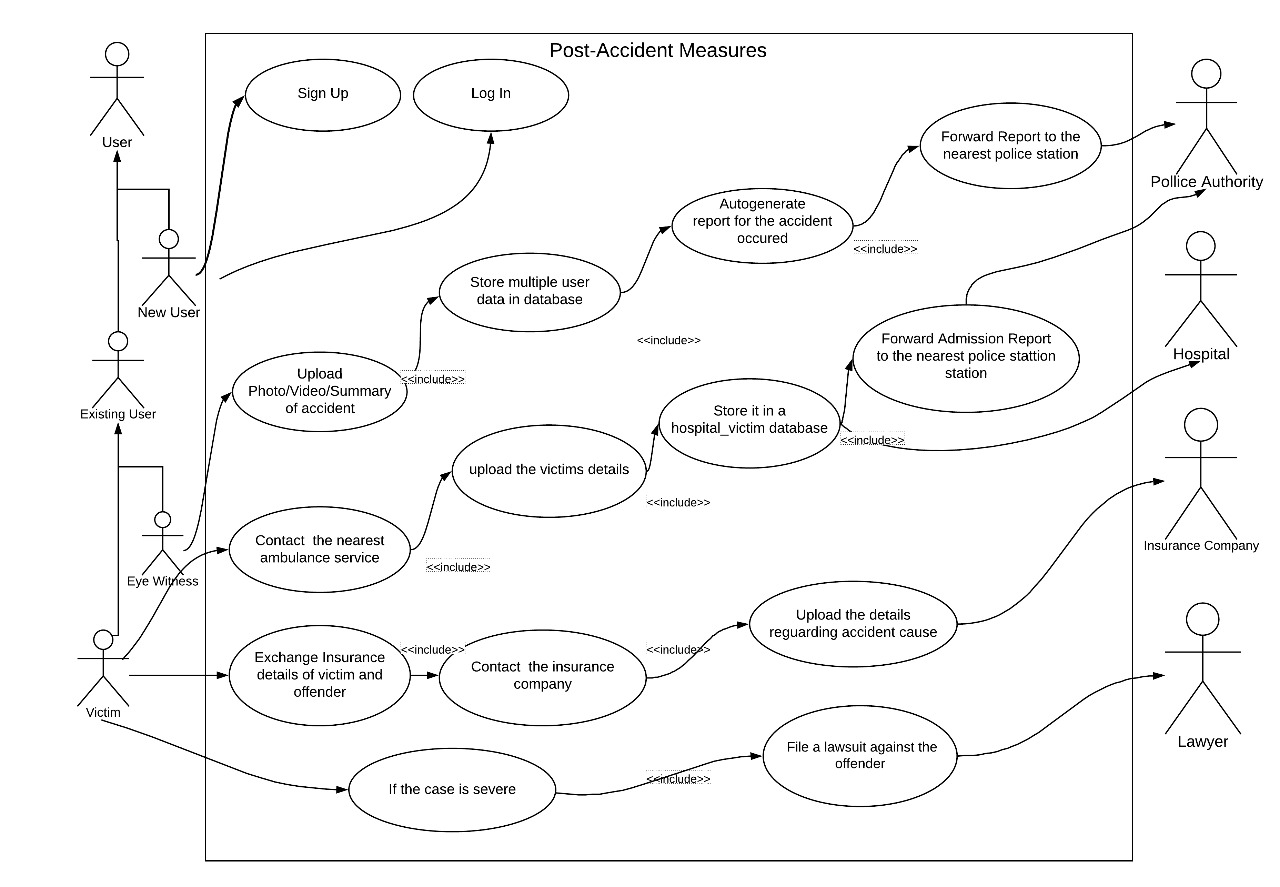 Post-Accident Measures
User
Sign Up
Log In
New User
Existing User
Eye Witness
Victim
Forward Report to the
nearest police station
Autogenerate
report for the accident
occured
<<include>>
Store multiple user
data in database
<<include>>
Upload
Photo/Video/Summary
of accident
<<include>>
Forward Admission Report
to the nearest police stattion
station
Store it in a
hospital_victim database
<<include>>
upload the victims details
<<include>>
Contact  the nearest
ambulance service
<<include>>
Exchange Insurance
details of victim and
offender
<<include>>
Contact  the insurance
company
<<include>>
Upload the details
reguarding accident cause
If the case is severe
<<include>>
File a lawsuit against the
offender
Pollice Authority
Hospital
Insurance Company
Lawyer